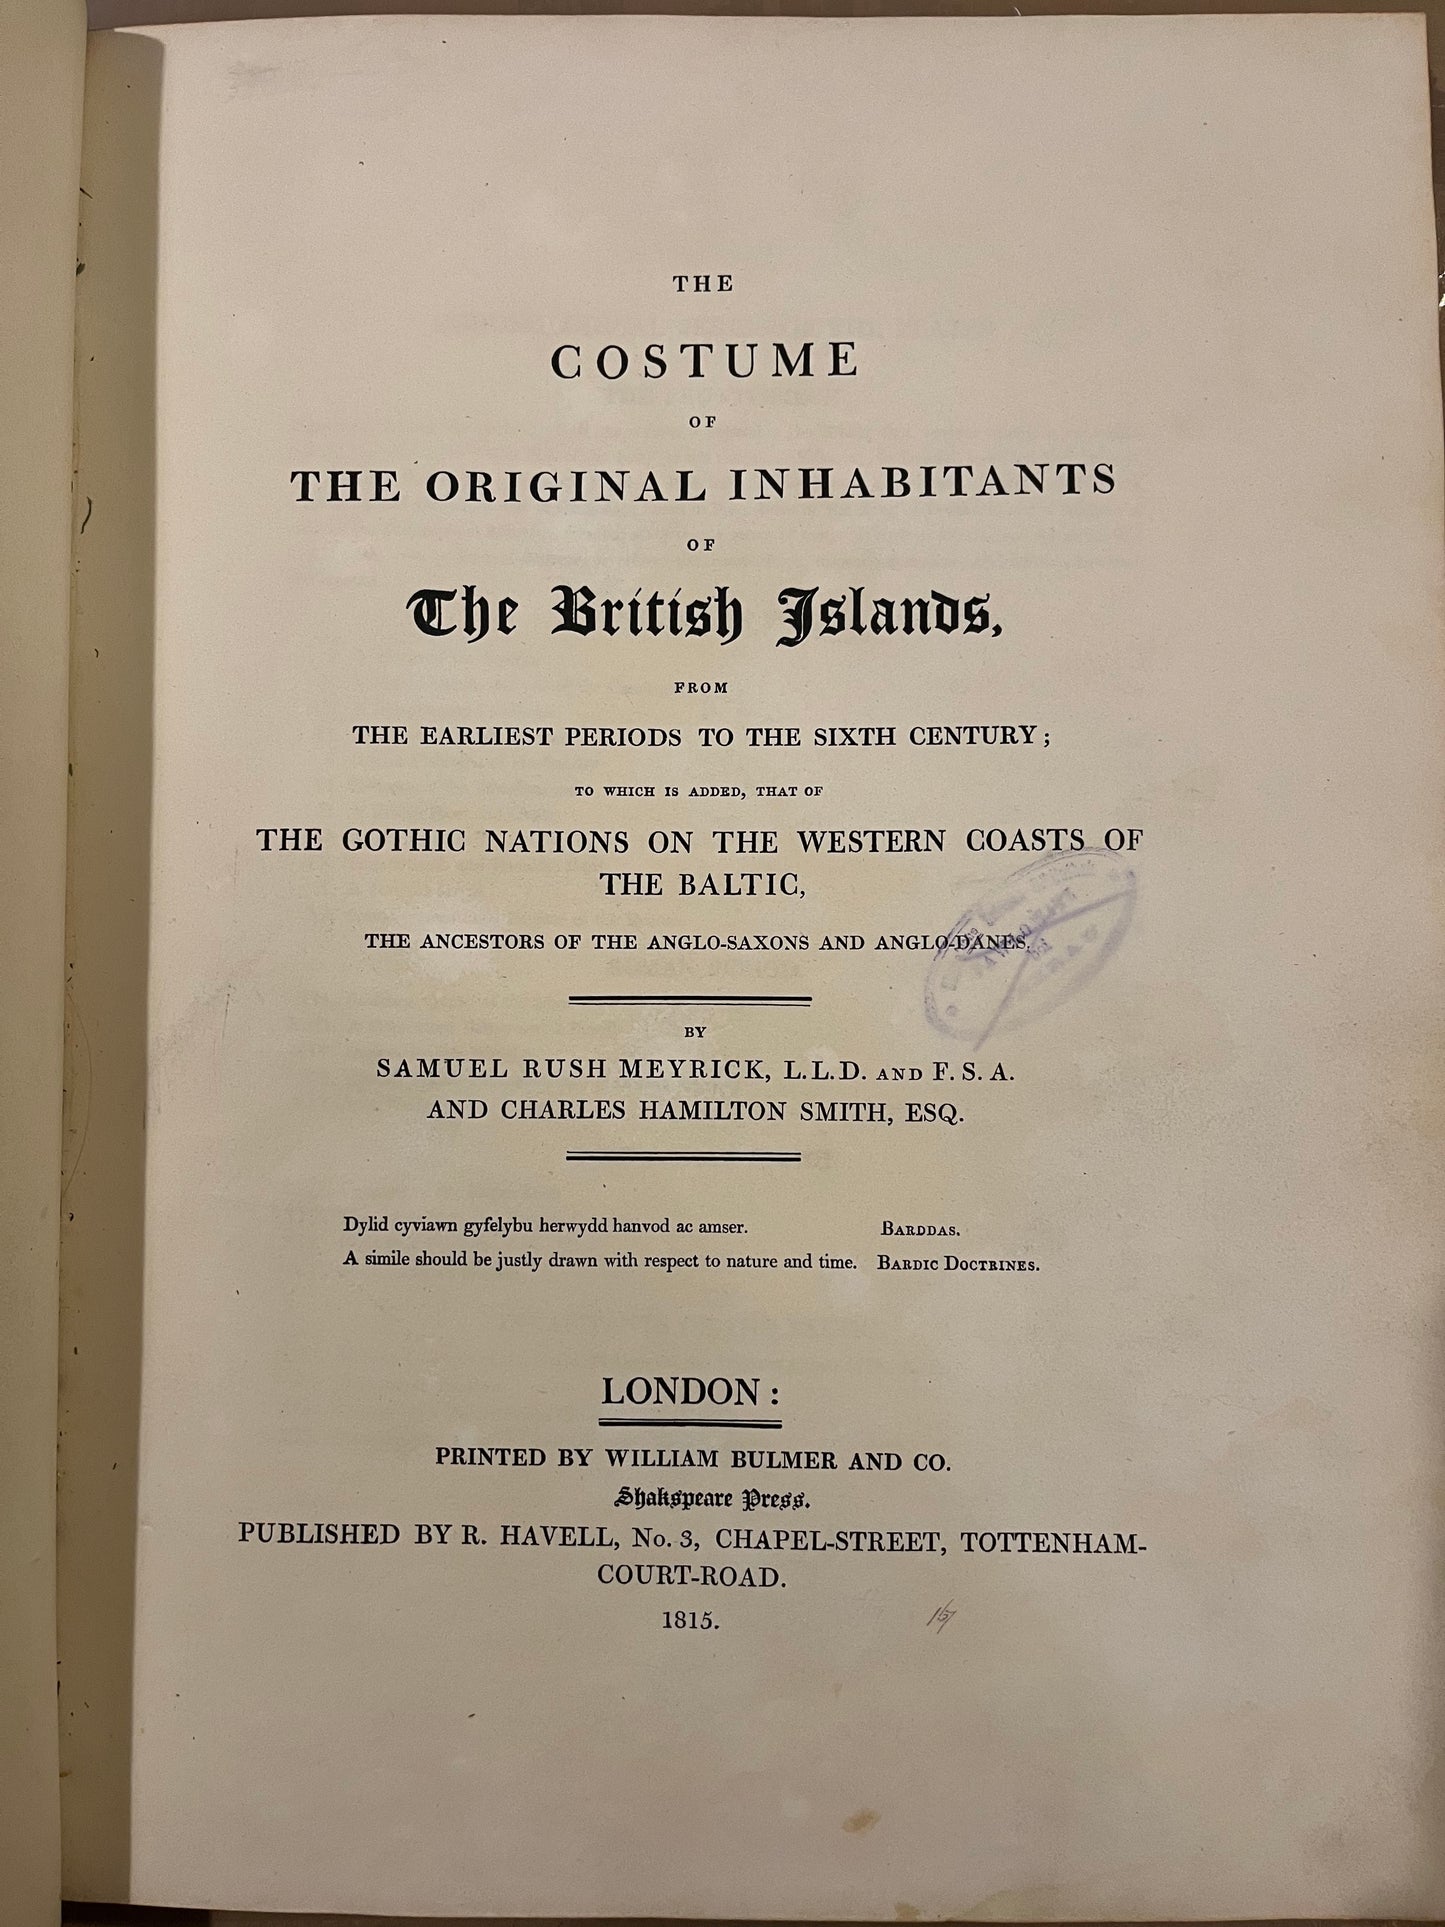 THE
COSTUME
OF
THE ORIGINAL INHABITANTS
OF
The British Islands,
FROM
THE EARLIEST PERIODS TO THE SIXTH CENTURY;
TO WHICH IS ADDED, THAT OF
THE GOTHIC NATIONS ON THE WESTERN COASTS OF
THE BALTIC,
THE ANCESTORS OF THE ANGLO-SAXONS AND ANGLO-DANES.
BY
SAMUEL RUSH MEYRICK, L.L.D. AND F.S.A.
AND CHARLES HAMILTON SMITH, ESQ.
Dylid cyviawn gyfelybu herwydd hanvod ac amser. BARDDAS.
A simile should be justly drawn with respect to nature and time. BARDIC DOCTRINES.
LONDON:
PRINTED BY WILLIAM BULMER AND CO.
Shakspeare Press.
PUBLISHED BY R. HAVELL, No. 3, CHAPEL-STREET, TOTTENHAM-
COURT-ROAD.
1815.